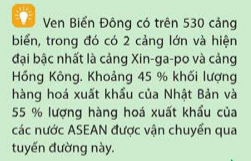 Ven Biển Đông có trên 530 cảng
biển, trong đó có 2 cảng lớn và hiện
đại bậc nhất là cảng Xin-ga-po và cảng
Hồng Kông. Khoảng 45 % khối lượng
hàng hoá xuất khẩu của Nhật Bản và
55 % lượng hàng hoá xuất khẩu của
các nước ASEAN được vận chuyển qua
tuyến đường này.